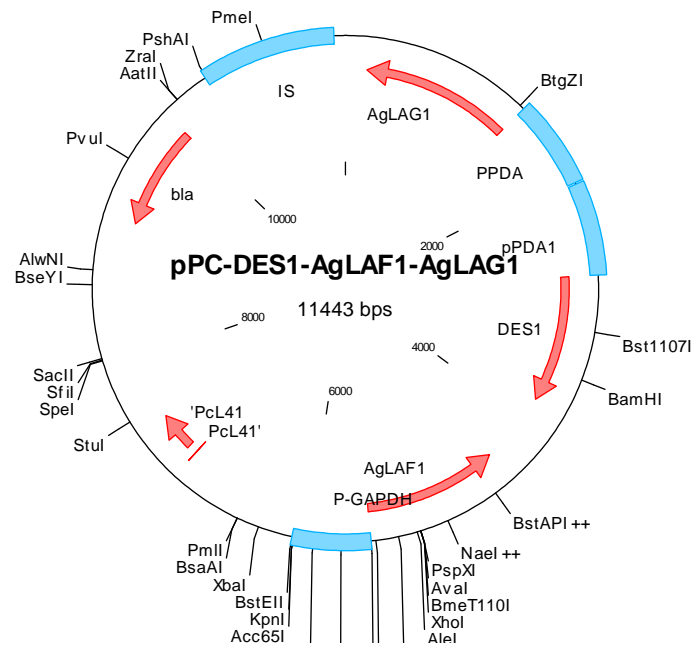 PmeI
PshAI
ZraI
AatII
IS
AgLAG1
BtgZI
PvuI
bla
PPDA
10000
2000
pPDA1
AlwNI
BseYI
pPC-DES1-AgLAF1-AgLAG1
11443 bps
8000
4000
DES1
Bst1107I
BamHI
SacII
SfiI
SpeI
StuI
6000
'PcL41
PcL41'
AgLAF1
P-GAPDH
BstAPI ++
NaeI ++
PmlI
BsaAI
XbaI
BstEII
KpnI
Acc65I
PspXI
AvaI
BmeT110I
XhoI
AleI